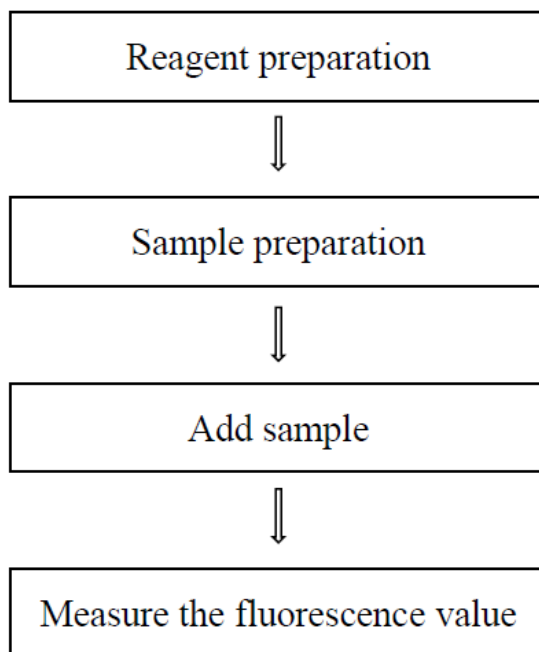 Reagent preparation
Sample preparation
Add sample
Measure the fluorescence value